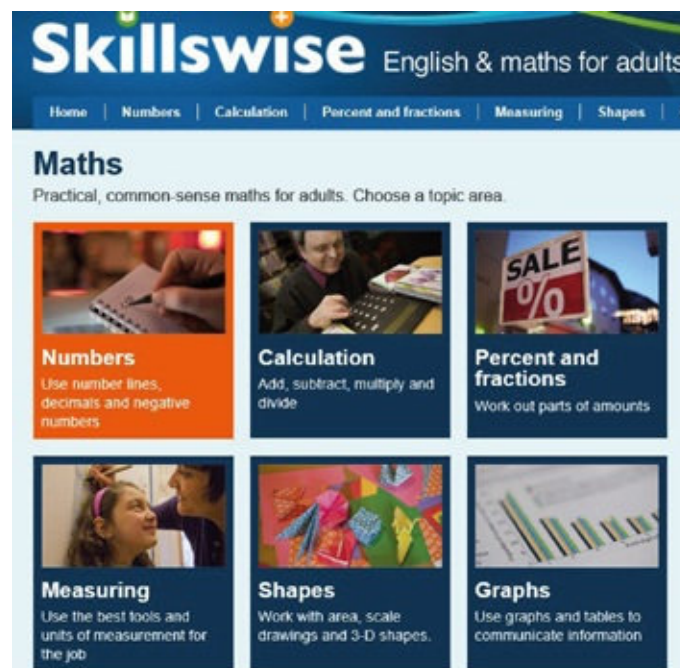 Skillswise English & maths for adults
Home | Numbers | Calculation | Percent and fractions | Measuring | Shapes |
Maths
Practical, common-sense maths for adults. Choose a topic area.
SALE
%
Numbers
Use number lines,
decimals and negative
numbers
Calculation
Add, subtract, multiply and
divide
Percent and
fractions
Work out parts of amounts
Measuring
Use the best tools and
units of measurement for
the job
Shapes
Work with area, scale
drawings and 3-D shapes.
Graphs
Use graphs and tables to
communicate information